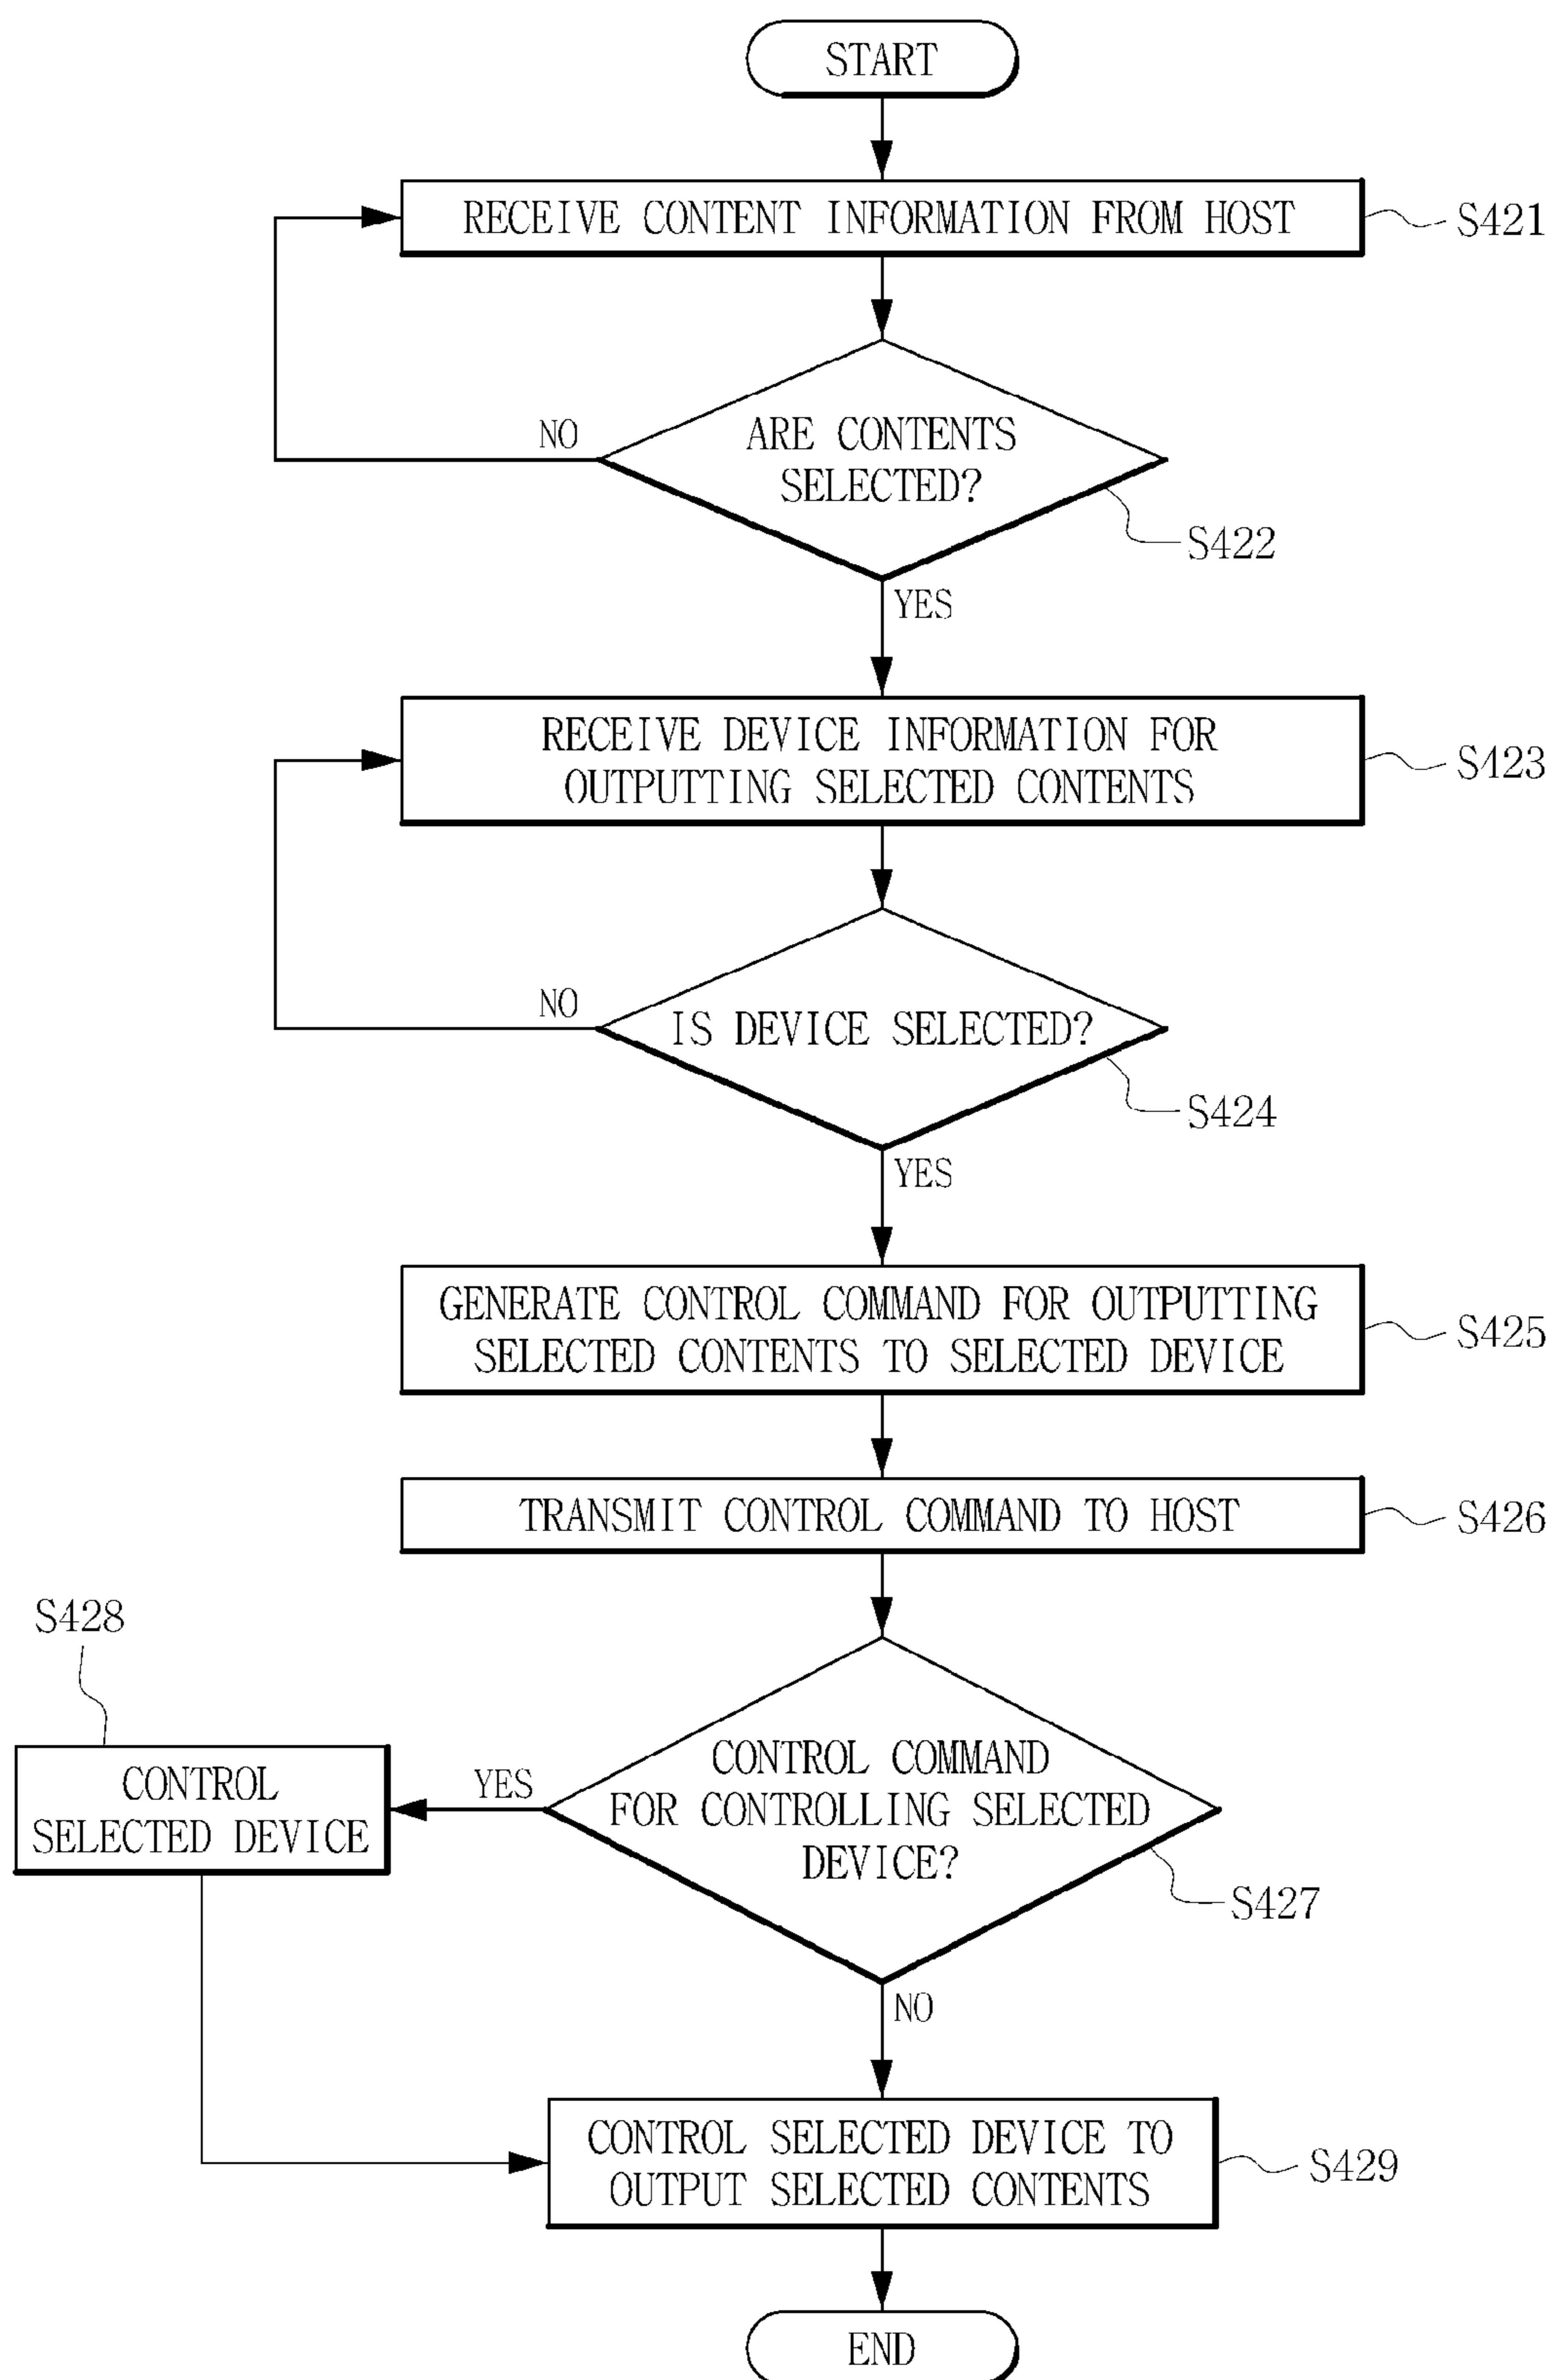 START
RECEIVE CONTENT INFORMATION FROM HOST
S421
NO
ARE CONTENTS
SELECTED?
S422
YES
RECEIVE DEVICE INFORMATION FOR
OUTPUTTING SELECTED CONTENTS
S423
NO
IS DEVICE SELECTED?
S424
YES
GENERATE CONTROL COMMAND FOR OUTPUTTING
SELECTED CONTENTS TO SELECTED DEVICE
S425
TRANSMIT CONTROL COMMAND TO HOST
S426
S428
CONTROL
SELECTED DEVICE
YES
CONTROL COMMAND
FOR CONTROLLING SELECTED
DEVICE?
S427
NO
CONTROL SELECTED DEVICE TO
OUTPUT SELECTED CONTENTS
S429
END